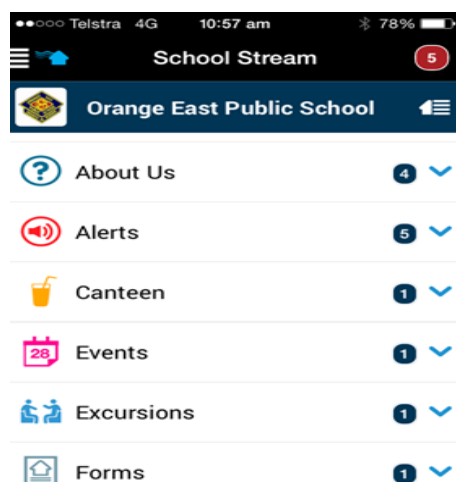 Telstra 4G 10:57 am 78%
School Stream 5
Orange East Public School
About Us 4
Alerts 5
Canteen 1
28 Events 1
Excursions 1
Forms 1